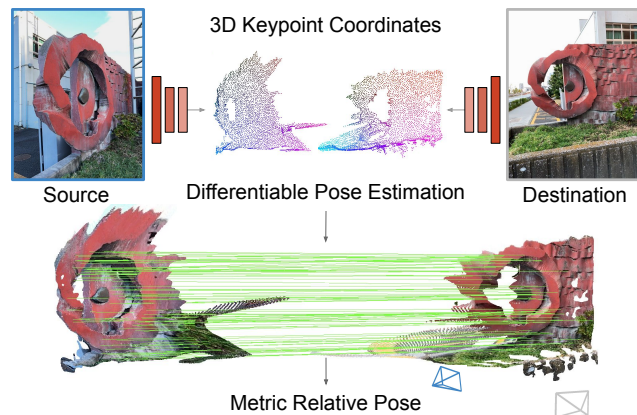 3D Keypoint Coordinates
Source
Differentiable Pose Estimation
Destination
Metric Relative Pose